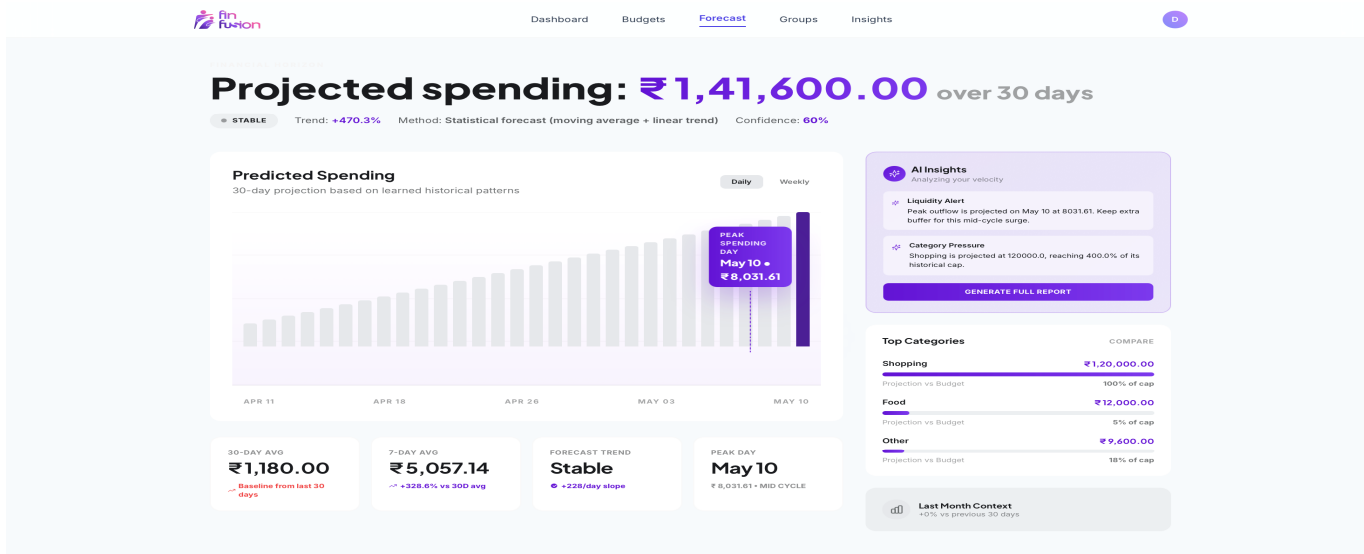 fin
fusion
Dashboard
Budgets
Forecast
Groups
Insights
D
Projected spending: ₹1,41,600.00 over 30 days
STABLE
Trend: +470.3%
Method: Statistical forecast (moving average + linear trend)
Confidence: 60%
Predicted Spending
30-day projection based on learned historical patterns
Daily
Weekly
PEAK
SPENDING
DAY
May 10 •
₹8,031.61
APR 11
APR 18
APR 26
MAY 03
MAY 10
30-DAY AVG
₹1,180.00
Baseline from last 30
days
7-DAY AVG
₹5,057.14
+328.6% vs 30D avg
FORECAST TREND
Stable
+228/day slope
PEAK DAY
May 10
₹8,031.61 • MID CYCLE
AI Insights
Analyzing your velocity
Liquidity Alert
Peak outflow is projected on May 10 at 8031.61. Keep extra
buffer for this mid-cycle surge.
Category Pressure
Shopping is projected at 120000.0, reaching 400.0% of its
historical cap.
GENERATE FULL REPORT
Top Categories
COMPARE
Shopping
₹1,20,000.00
Projection vs Budget
100% of cap
Food
₹12,000.00
Projection vs Budget
5% of cap
Other
₹9,600.00
Projection vs Budget
18% of cap
Last Month Context
+0% vs previous 30 days